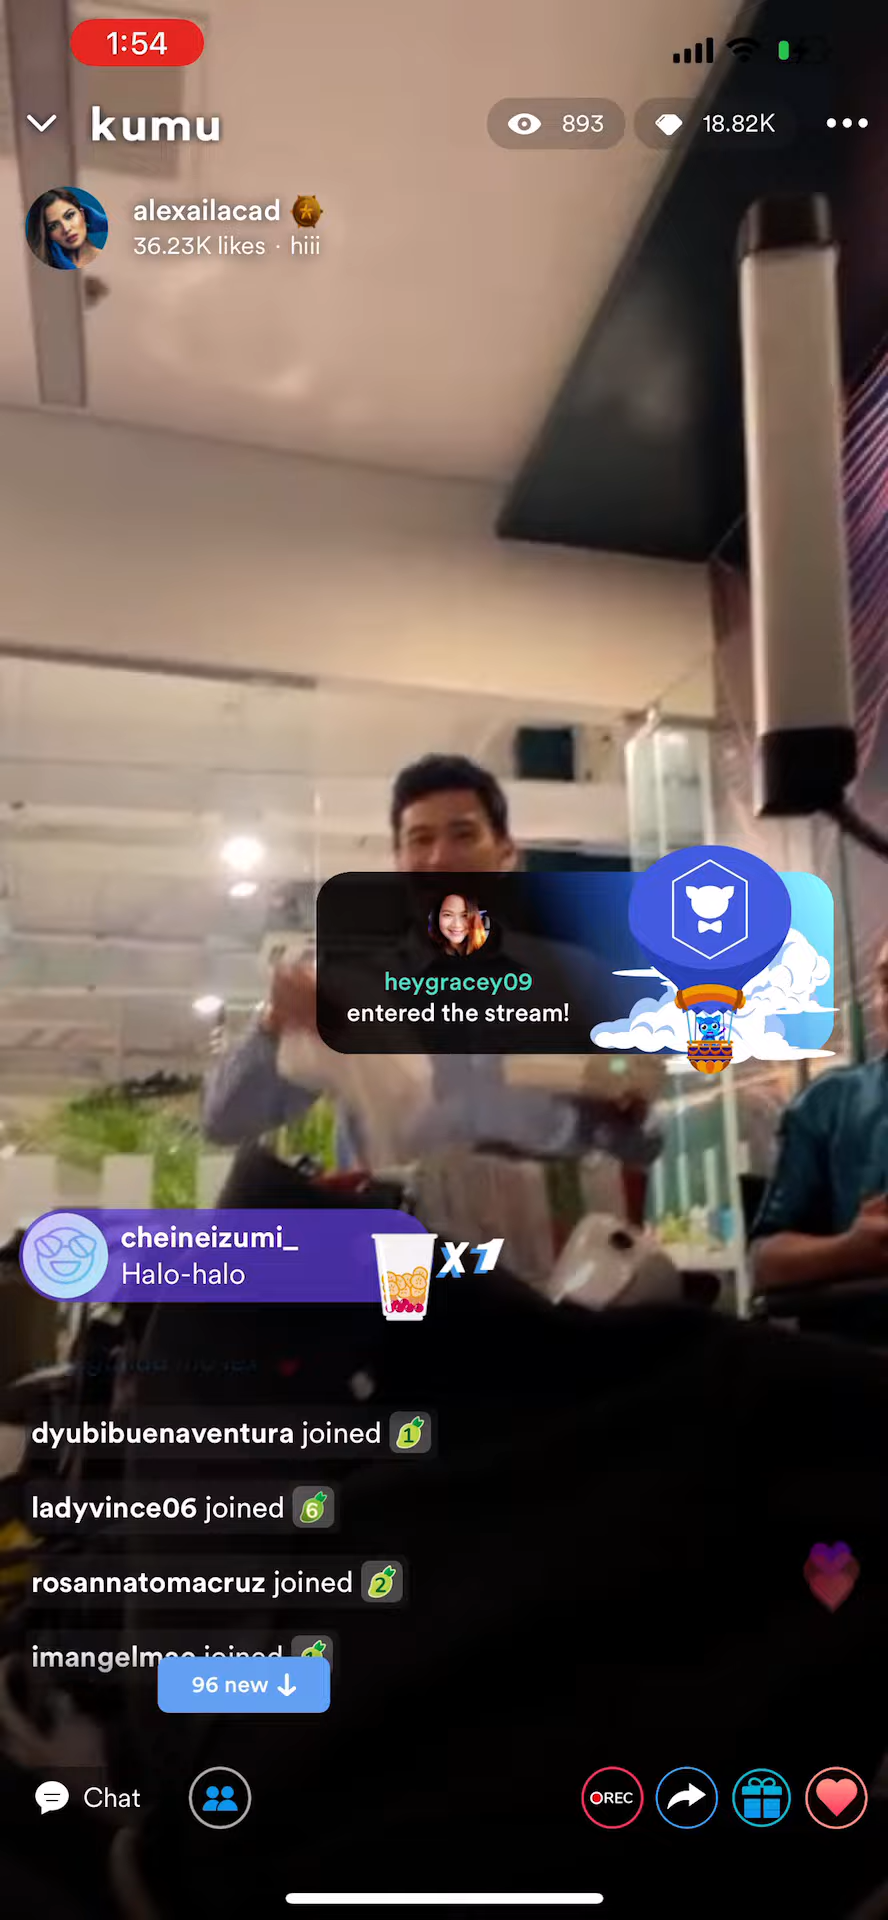 1:54
kumu
893
18.82K
alexailacad
36.23K likes · hiii
heygracey09
entered the stream!
cheineizumi_
Halo-halo
X1
dyubibuenaventura joined 1
ladyvince06 joined 6
rosannatomacruz joined 2
joined
96 new
Chat
REC